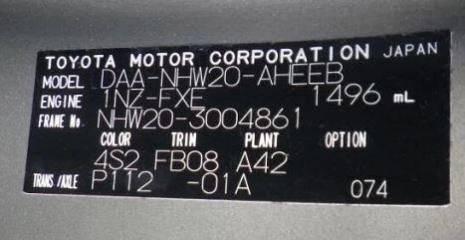 TOYOTA MOTOR CORPORATION JAPAN
MODEL DAA-NHW20-AHEEB
ENGINE 1NZ-FXE 1496 mL
FRAME No. NHW20-3004861
COLOR TRIM PLANT OPTION
4S2 FB08 A42
TRANS/AXLE P112 -01A 074